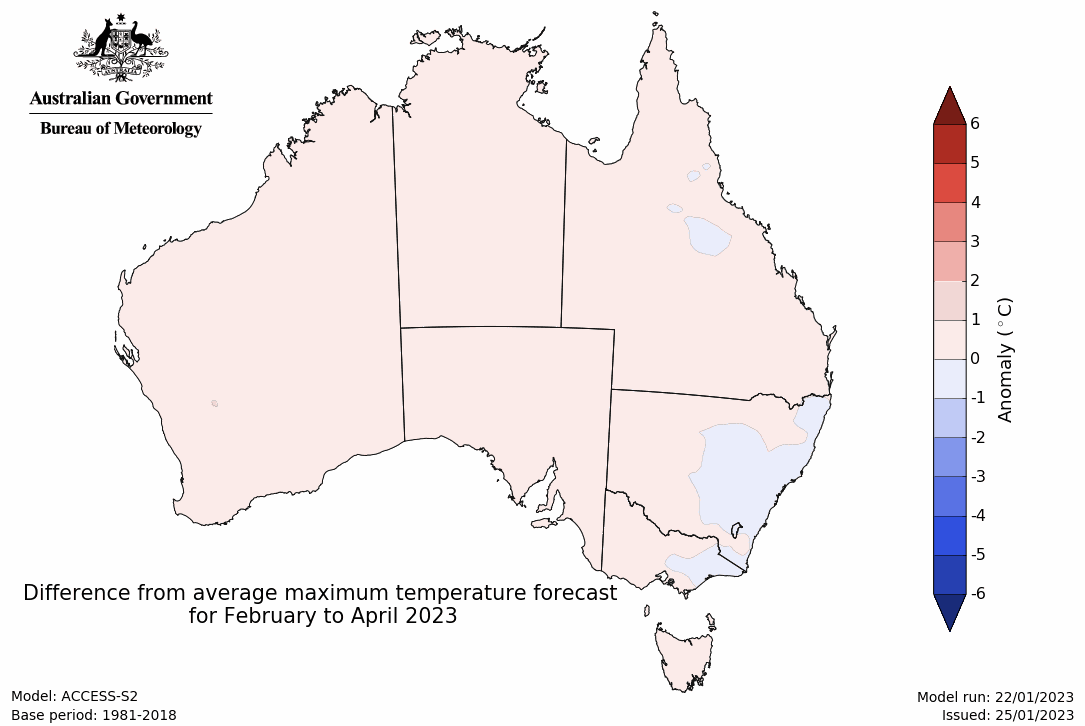 Australian Government
Bureau of Meteorology
6
5
4
3
2
1
0
-1
-2
-3
-4
-5
-6
Anomaly (°C)
Difference from average maximum temperature forecast
for February to April 2023
Model: ACCESS-S2
Base period: 1981-2018
Model run: 22/01/2023
Issued: 25/01/2023